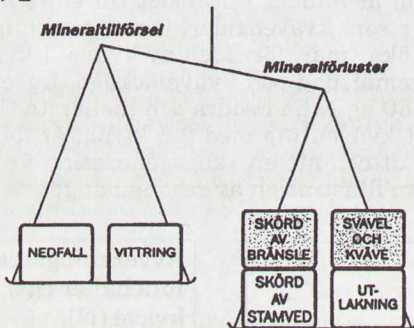 Mineraltillförsel
Mineralförluster
NEDFALL
VITTRING
SKÖRD
AV
BRÄNSLE
SVAVEL
OCH
KVÄVE
SKÖRD
AV
STAMVED
UT-
LAKNING